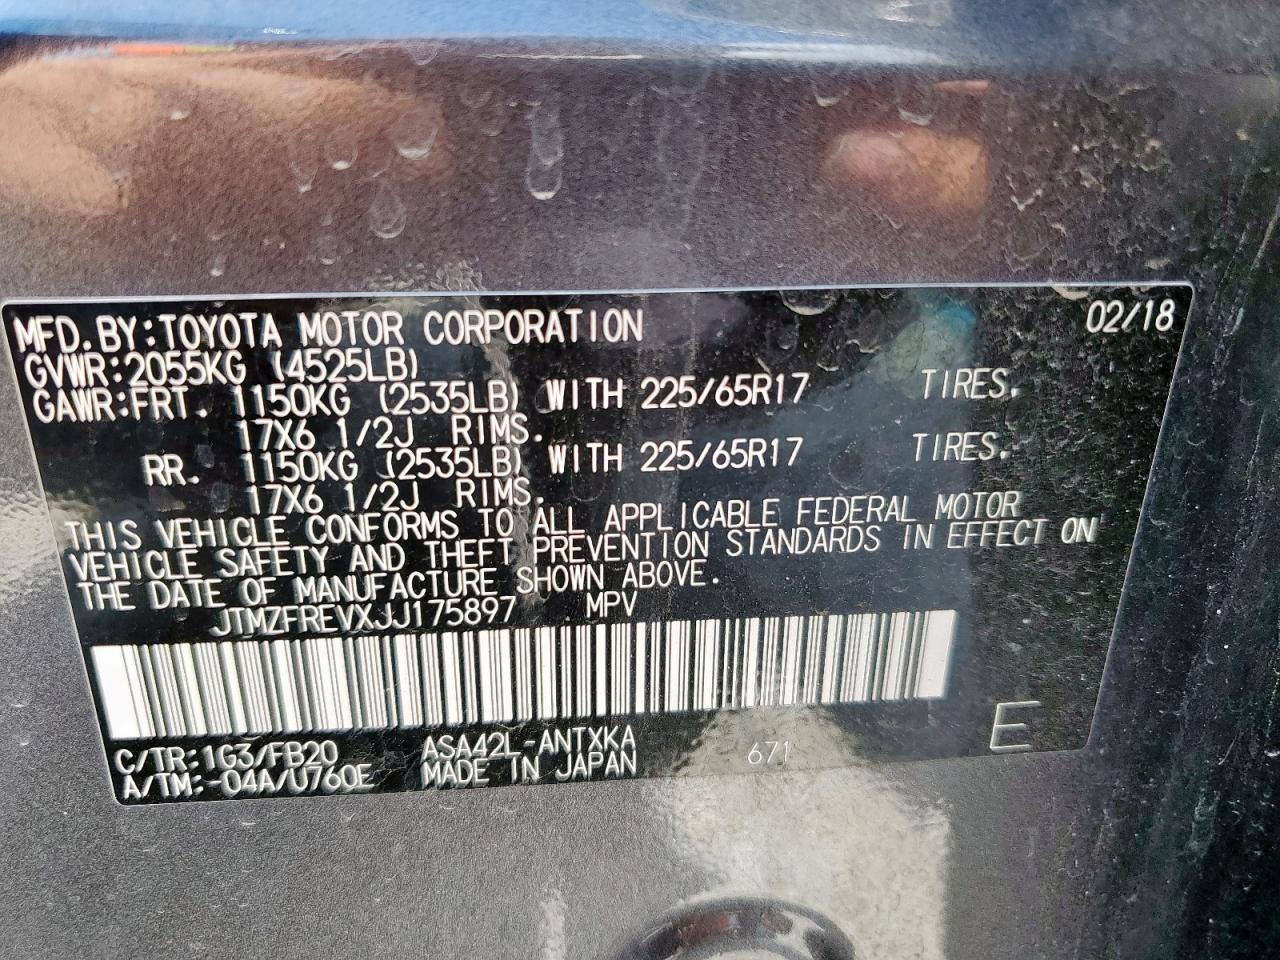 MFD.BY:TOYOTA MOTOR CORPORATION 02/18
GVWR:2055KG (4525LB)
GAWR:FRT. 1150KG (2535LB) WITH 225/65R17 TIRES.
17X6 1/2J RIMS.
RR. 1150KG (2535LB) WITH 225/65R17 TIRES.
17X6 1/2J RIMS.
THIS VEHICLE CONFORMS TO ALL APPLICABLE FEDERAL MOTOR
VEHICLE SAFETY AND THEFT PREVENTION STANDARDS IN EFFECT ON
THE DATE OF MANUFACTURE SHOWN ABOVE.
JTMZFREVXJJ175897 MPV
C/TR:1G3/FB20 ASA42L-ANTXKA 671 E
A/TM:-04A/U760E MADE IN JAPAN